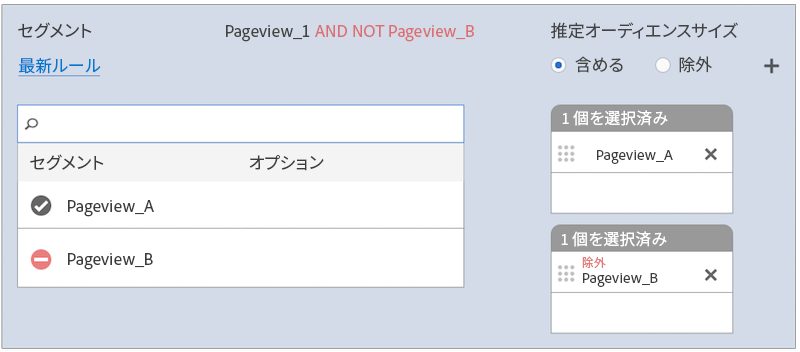 セグメント
Pageview_1 AND NOT Pageview_B
推定オーディエンスサイズ
最新ルール
含める
除外
1 個を選択済み
セグメント
オプション
Pageview_A
Pageview_A
1 個を選択済み
除外
Pageview_B
Pageview_B